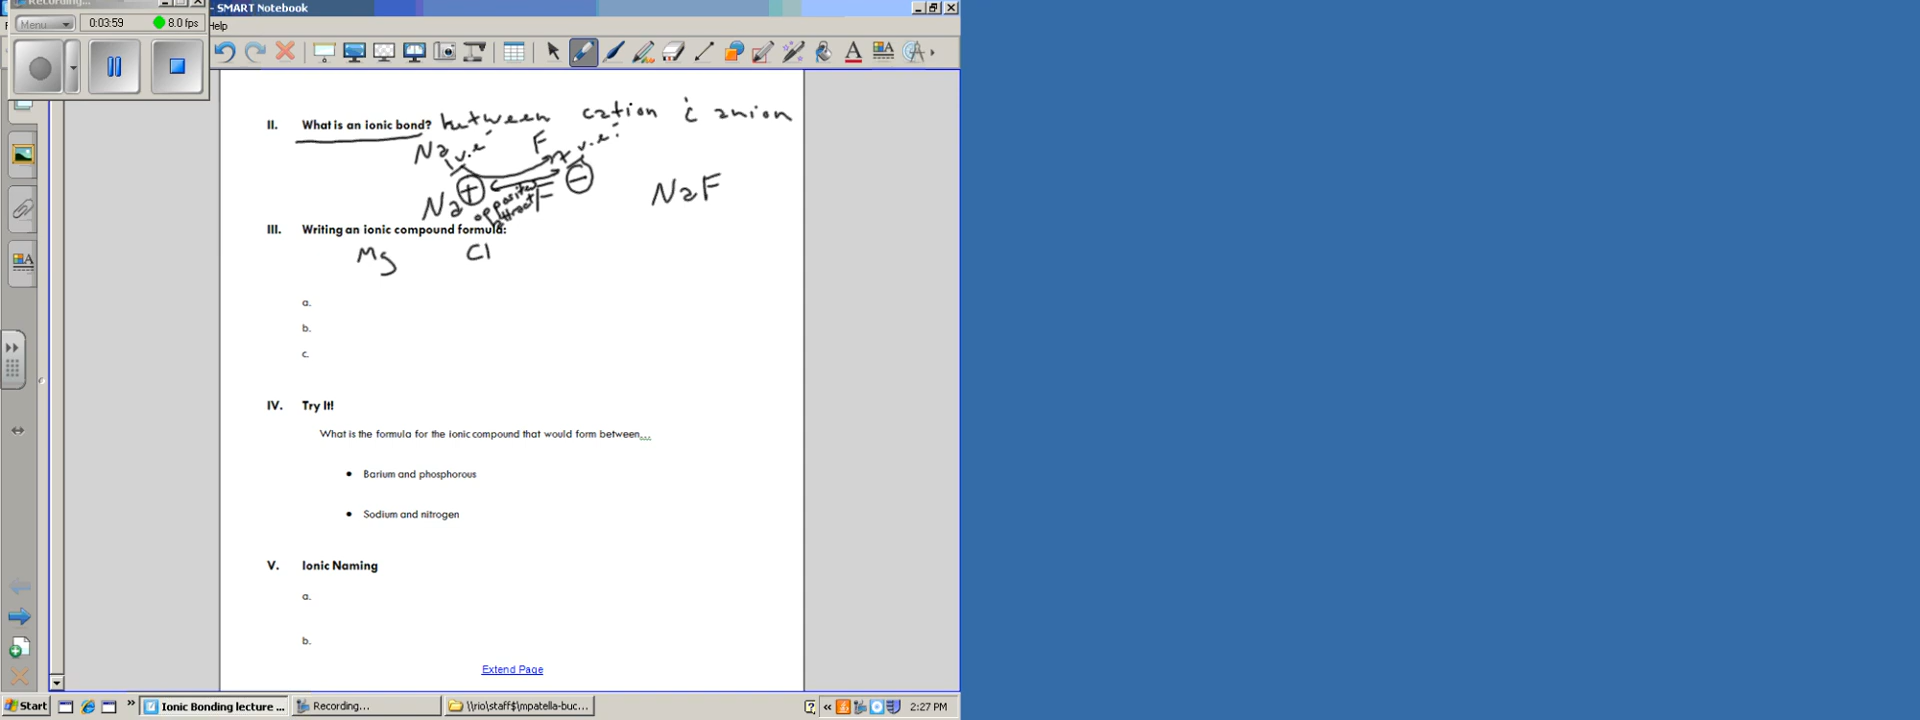 Recording...
- SMART Notebook
Menu
0:03:59
8.0 fps
Help
II. What is an ionic bond? between cation & anion
Na F
1 v.e⁻ 7 v.e⁻
Na + F −
opposites
attract
NaF
III. Writing an ionic compound formula:
Mg Cl
a.
b.
c.
IV. Try It!
What is the formula for the ionic compound that would form between...
• Barium and phosphorous
• Sodium and nitrogen
V. Ionic Naming
a.
b.
Extend Page
Start
Ionic Bonding lecture ...
Recording...
\\rio\staff$\mpatella-buc...
2:27 PM